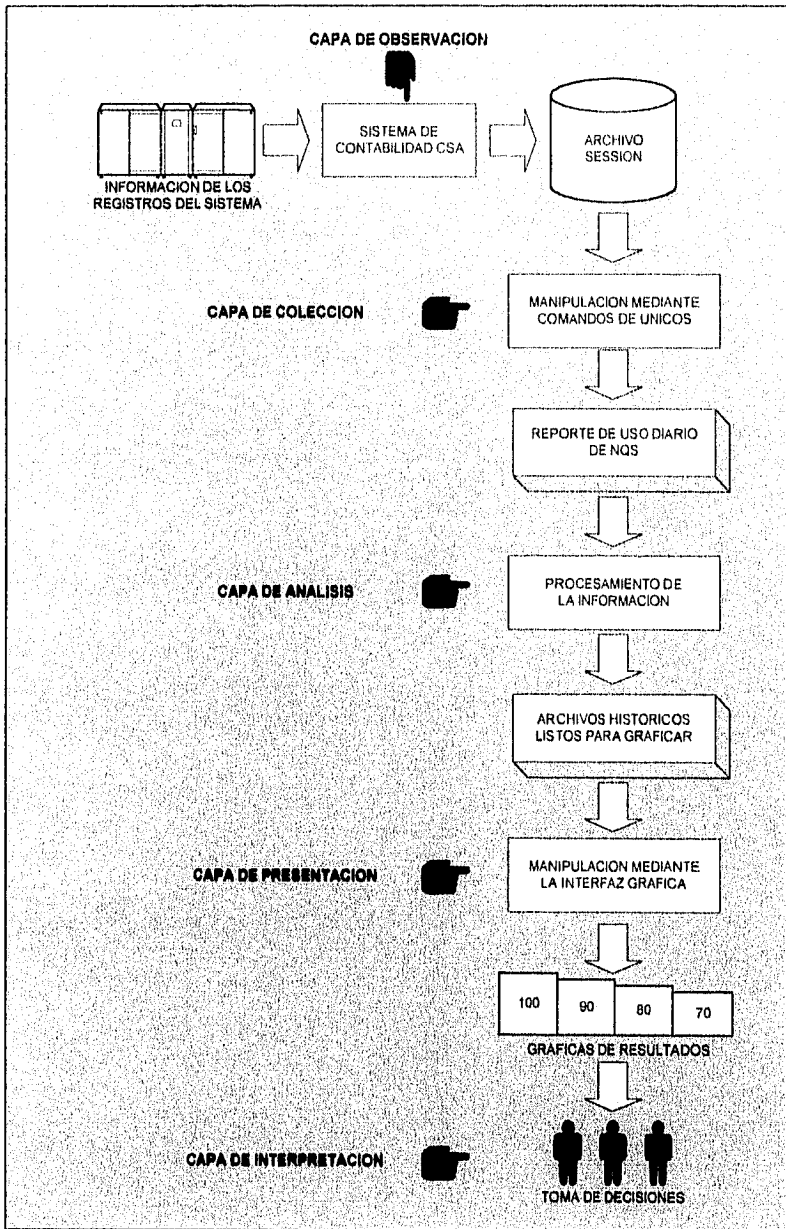 CAPA DE OBSERVACION
SISTEMA DE
CONTABILIDAD CSA
ARCHIVO
SESSION
INFORMACION DE LOS
REGISTROS DEL SISTEMA
CAPA DE COLECCION
MANIPULACION MEDIANTE
COMANDOS DE UNICOS
REPORTE DE USO DIARIO
DE NQS
CAPA DE ANALISIS
PROCESAMIENTO DE
LA INFORMACION
ARCHIVOS HISTORICOS
LISTOS PARA GRAFICAR
CAPA DE PRESENTACION
MANIPULACION MEDIANTE
LA INTERFAZ GRAFICA
100 90 80 70
GRAFICAS DE RESULTADOS
CAPA DE INTERPRETACION
TOMA DE DECISIONES